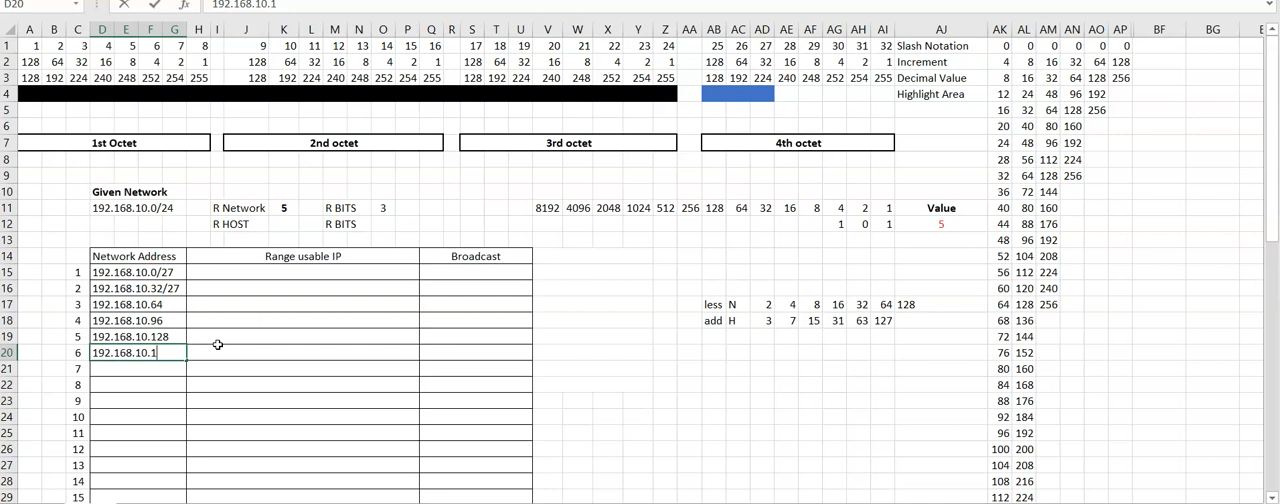 D20 192.168.10.1
A B C D E F G H I J K L M N O P Q R S T U V W X Y Z AA AB AC AD AE AF AG AH AI AJ AK AL AM AN AO AP BF BG
1 1 2 3 4 5 6 7 8 9 10 11 12 13 14 15 16 17 18 19 20 21 22 23 24 25 26 27 28 29 30 31 32 Slash Notation 0 0 0 0 0 0
2 128 64 32 16 8 4 2 1 128 64 32 16 8 4 2 1 128 64 32 16 8 4 2 1 128 64 32 16 8 4 2 1 Increment 4 8 16 32 64 128
3 128 192 224 240 248 252 254 255 128 192 224 240 248 252 254 255 128 192 224 240 248 252 254 255 128 192 224 240 248 252 254 255 Decimal Value 8 16 32 64 128 256
4 Highlight Area 12 24 48 96 192
5 16 32 64 128 256
6 20 40 80 160
7 1st Octet 2nd octet 3rd octet 4th octet 24 48 96 192
8 28 56 112 224
9 32 64 128 256
10 Given Network 36 72 144
11 192.168.10.0/24 R Network 5 R BITS 3 8192 4096 2048 1024 512 256 128 64 32 16 8 4 2 1 Value 40 80 160
12 R HOST R BITS 1 0 1 5 44 88 176
13 48 96 192
14 Network Address Range usable IP Broadcast 52 104 208
15 1 192.168.10.0/27 56 112 224
16 2 192.168.10.32/27 60 120 240
17 3 192.168.10.64 less N 2 4 8 16 32 64 128 64 128 256
18 4 192.168.10.96 add H 3 7 15 31 63 127 68 136
19 5 192.168.10.128 72 144
20 6 192.168.10.1 76 152
21 7 80 160
22 8 84 168
23 9 88 176
24 10 92 184
25 11 96 192
26 12 100 200
27 13 104 208
28 14 108 216
29 15 112 224